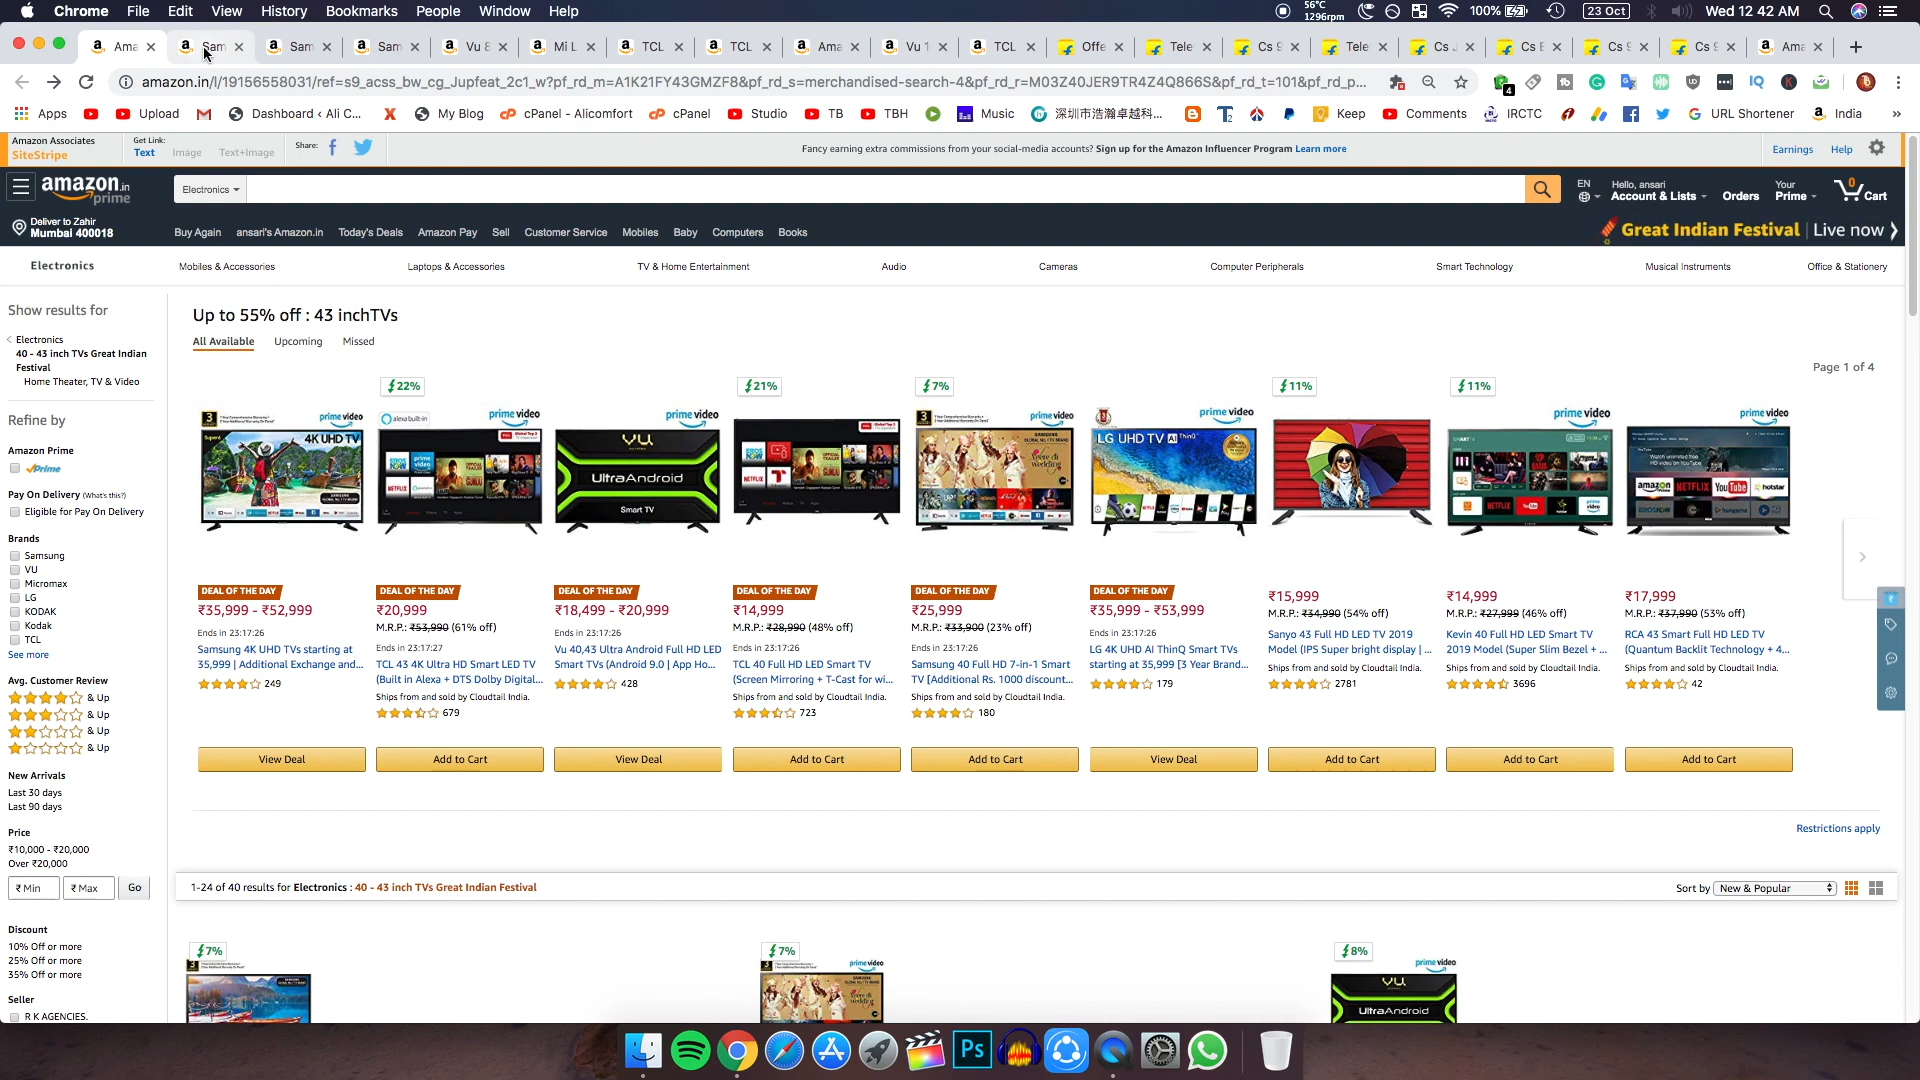 Chrome File Edit View History Bookmarks People Window Help
56°C
1296rpm
100%
23 Oct
Wed 12 42 AM
Ama Sam Sam Sam Vu 8 Mi L TCL TCL Ama Vu 1 TCL Offe Tele Cs 9 Tele Cs J Cs E Cs 9 Cs 9 Ama
amazon.in/l/19156558031/ref=s9_acss_bw_cg_Jupfeat_2c1_w?pf_rd_m=A1K21FY43GMZF8&pf_rd_s=merchandised-search-4&pf_rd_r=M03Z40JER9TR4Z4Q866S&pf_rd_t=101&pf_rd_p...
Apps Upload Dashboard ‹ Ali C... My Blog cPanel - Alicomfort cPanel Studio TB TBH Music 深圳市浩瀚卓越科... Keep Comments IRCTC URL Shortener India »
Amazon Associates
SiteStripe
Get Link:
Text Image Text+Image
Share:
Fancy earning extra commissions from your social-media accounts? Sign up for the Amazon Influencer Program Learn more
Earnings Help
amazon.in
prime
Electronics
EN
Hello, ansari
Account & Lists
Orders
Your
Prime
0
Cart
Deliver to Zahir
Mumbai 400018
Buy Again ansari's Amazon.in Today's Deals Amazon Pay Sell Customer Service Mobiles Baby Computers Books
Great Indian Festival | Live now
Electronics Mobiles & Accessories Laptops & Accessories TV & Home Entertainment Audio Cameras Computer Peripherals Smart Technology Musical Instruments Office & Stationery
Show results for
Electronics
40 - 43 inch TVs Great Indian
Festival
Home Theater, TV & Video
Refine by
Amazon Prime
Prime
Pay On Delivery (What's this?)
Eligible for Pay On Delivery
Brands
Samsung
VU
Micromax
LG
KODAK
Kodak
TCL
See more
Avg. Customer Review
& Up
& Up
& Up
& Up
New Arrivals
Last 30 days
Last 90 days
Price
₹10,000 - ₹20,000
Over ₹20,000
₹ Min ₹ Max Go
Discount
10% Off or more
25% Off or more
35% Off or more
Seller
R K AGENCIES.
Up to 55% off : 43 inchTVs
All Available Upcoming Missed
Page 1 of 4
22% 21% 7% 11% 11%
prime video
4K UHD TV
alexa built-in
prime video
prime video
VU
UltraAndroid
Smart TV
prime video
prime video
LG UHD TV AI ThinQ
prime video
prime video
NETFLIX YouTube hotstar
DEAL OF THE DAY
₹35,999 - ₹52,999
Ends in 23:17:26
Samsung 4K UHD TVs starting at
35,999 | Additional Exchange and...
249
View Deal
DEAL OF THE DAY
₹20,999
M.R.P.: ₹53,990 (61% off)
Ends in 23:17:27
TCL 43 4K Ultra HD Smart LED TV
(Built in Alexa + DTS Dolby Digital...
Ships from and sold by Cloudtail India.
679
Add to Cart
DEAL OF THE DAY
₹18,499 - ₹20,999
Ends in 23:17:26
Vu 40,43 Ultra Android Full HD LED
Smart TVs (Android 9.0 | App Ho...
428
View Deal
DEAL OF THE DAY
₹14,999
M.R.P.: ₹28,990 (48% off)
Ends in 23:17:26
TCL 40 Full HD LED Smart TV
(Screen Mirroring + T-Cast for wi...
Ships from and sold by Cloudtail India.
723
Add to Cart
DEAL OF THE DAY
₹25,999
M.R.P.: ₹33,900 (23% off)
Ends in 23:17:26
Samsung 40 Full HD 7-in-1 Smart
TV [Additional Rs. 1000 discount...
Ships from and sold by Cloudtail India.
180
Add to Cart
DEAL OF THE DAY
₹35,999 - ₹53,999
Ends in 23:17:26
LG 4K UHD AI ThinQ Smart TVs
starting at 35,999 [3 Year Brand...
179
View Deal
₹15,999
M.R.P.: ₹34,990 (54% off)
Sanyo 43 Full HD LED TV 2019
Model (IPS Super bright display | ...
Ships from and sold by Cloudtail India.
2781
Add to Cart
₹14,999
M.R.P.: ₹27,999 (46% off)
Kevin 40 Full HD LED Smart TV
2019 Model (Super Slim Bezel + ...
Ships from and sold by Cloudtail India.
3696
Add to Cart
₹17,999
M.R.P.: ₹37,990 (53% off)
RCA 43 Smart Full HD LED TV
(Quantum Backlit Technology + 4...
Ships from and sold by Cloudtail India.
42
Add to Cart
Restrictions apply
1-24 of 40 results for Electronics : 40 - 43 inch TVs Great Indian Festival
Sort by New & Popular
7% 7% 8%
prime video
prime video
VU
UltraAndroid
Ps